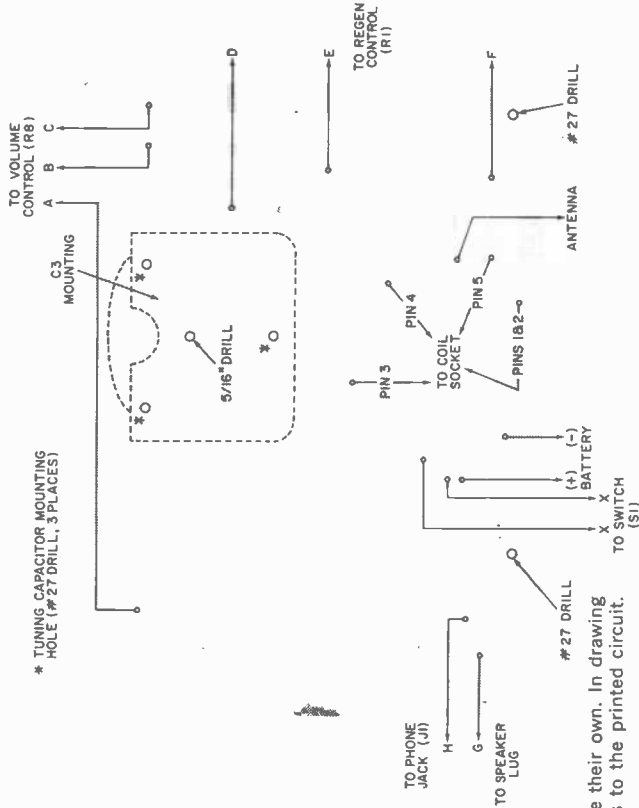 * TUNING CAPACITOR MOUNTING
HOLE (#27 DRILL, 3 PLACES)
TO VOLUME
CONTROL (R8)
A
B
C
C3
MOUNTING
*
*
*
5/16" DRILL
D
E
TO REGEN
CONTROL
(R1)
F
#27 DRILL
ANTENNA
PIN 4
PIN 5
PIN 3
TO COIL
SOCKET
PINS 1&2
(-)
(+)
BATTERY
X
X
TO SWITCH
(S1)
#27 DRILL
TO PHONE
JACK (J1)
H
G
TO SPEAKER
LUG
e their own. In drawing
s to the printed circuit.